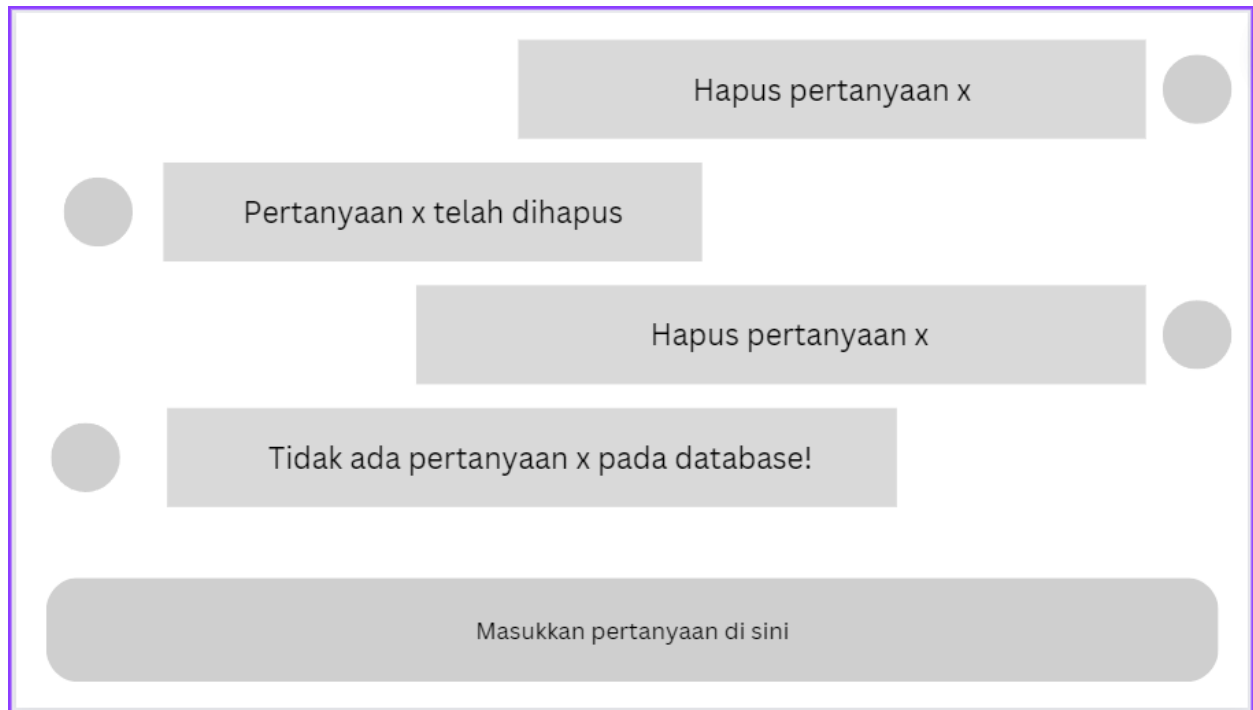 Hapus pertanyaan x
Pertanyaan x telah dihapus
Hapus pertanyaan x
Tidak ada pertanyaan x pada database!
Masukkan pertanyaan di sini